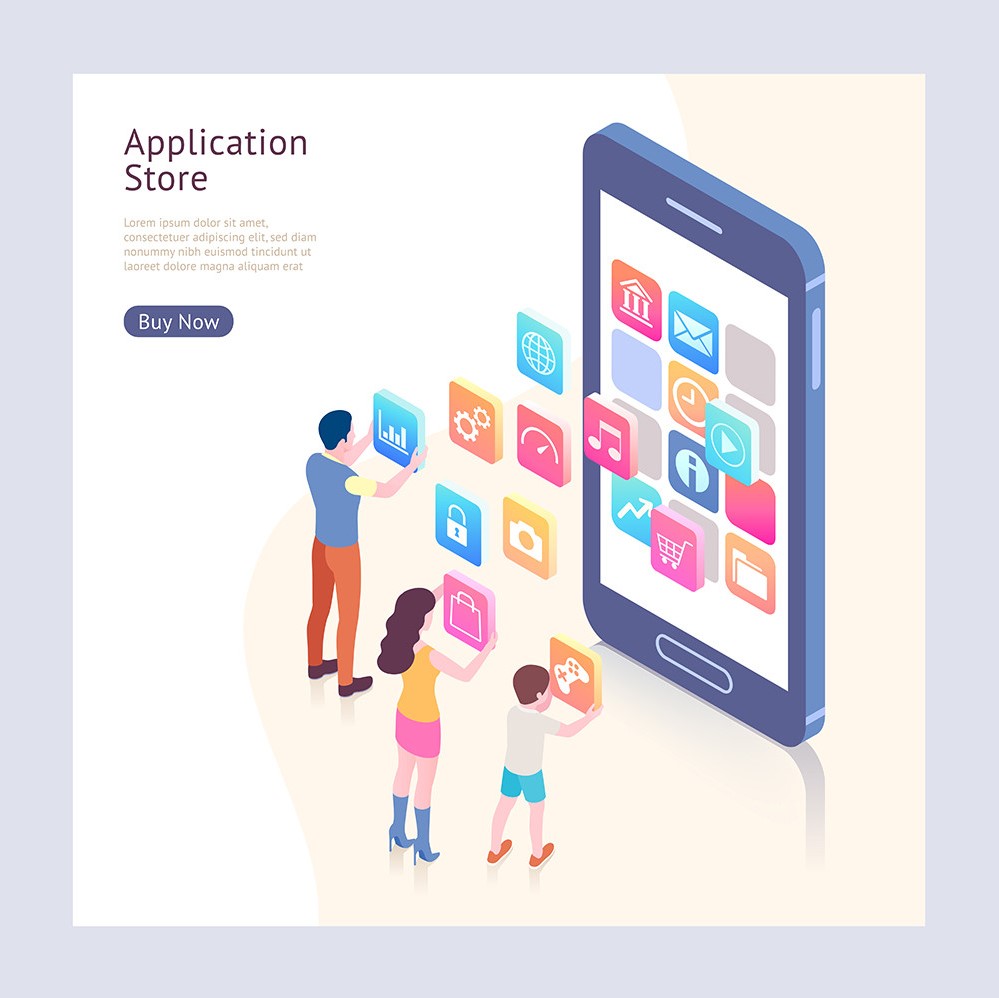 Application
Store
Lorem ipsum dolor sit amet,
consectetuer adipiscing elit, sed diam
nonummy nibh euismod tincidunt ut
laoreet dolore magna aliquam erat
Buy Now